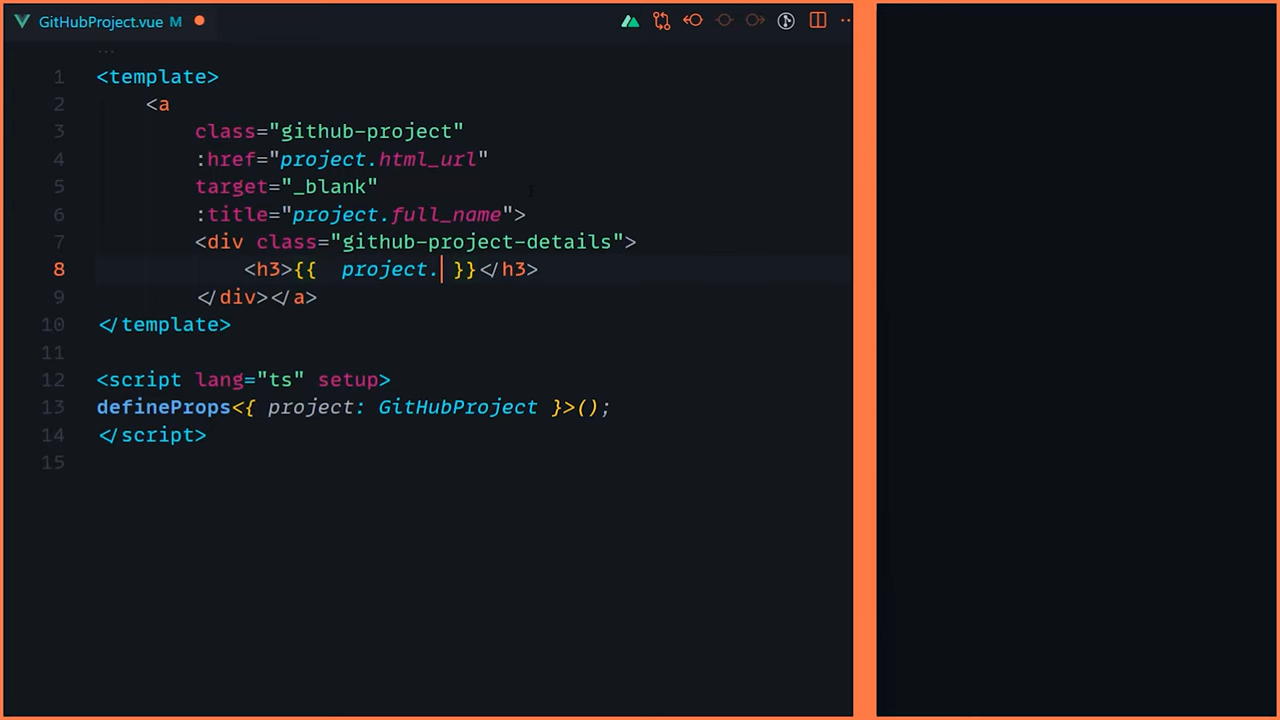 GitHubProject.vue M
...
1 <template>
2 <a
3 class="github-project"
4 :href="project.html_url"
5 target="_blank"
6 :title="project.full_name">
7 <div class="github-project-details">
8 <h3>{{  project. }}</h3>
9 </div></a>
10 </template>
11
12 <script lang="ts" setup>
13 defineProps<{ project: GitHubProject }>();
14 </script>
15